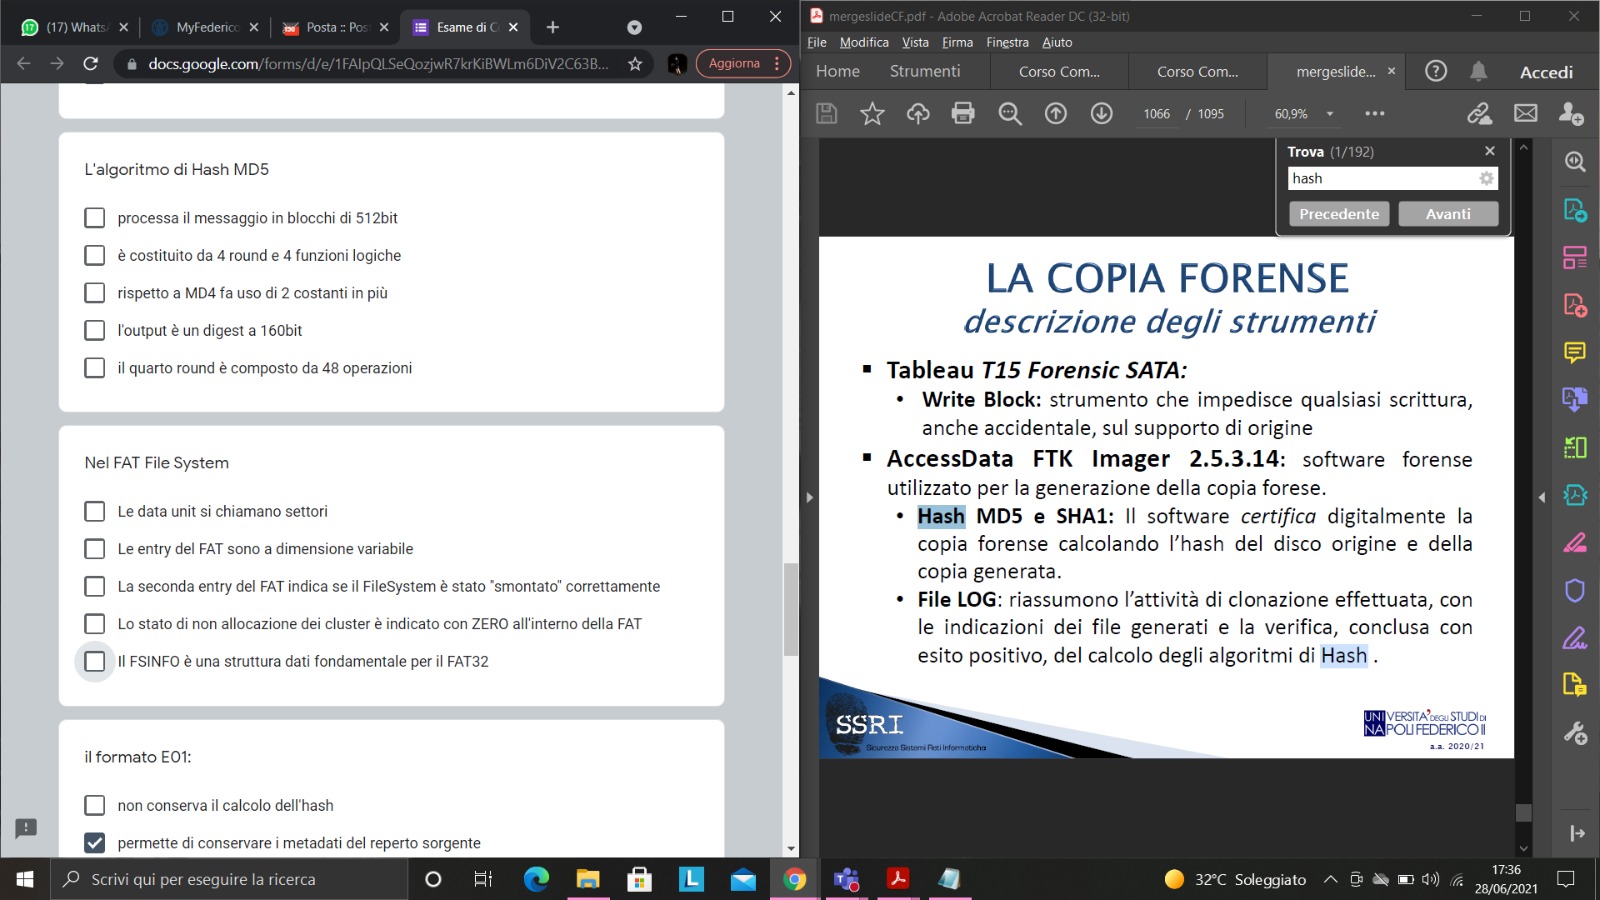 (17) WhatsA
MyFederico
Posta :: Pos
Esame di C
docs.google.com/forms/d/e/1FAIpQLSeQozjwR7krKiBWLm6DiV2C63B...
Aggiorna
L'algoritmo di Hash MD5
processa il messaggio in blocchi di 512bit
è costituito da 4 round e 4 funzioni logiche
rispetto a MD4 fa uso di 2 costanti in più
l'output è un digest a 160bit
il quarto round è composto da 48 operazioni
Nel FAT File System
Le data unit si chiamano settori
Le entry del FAT sono a dimensione variabile
La seconda entry del FAT indica se il FileSystem è stato "smontato" correttamente
Lo stato di non allocazione dei cluster è indicato con ZERO all'interno della FAT
Il FSINFO è una struttura dati fondamentale per il FAT32
il formato E01:
non conserva il calcolo dell'hash
permette di conservare i metadati del reperto sorgente
mergeslideCF.pdf - Adobe Acrobat Reader DC (32-bit)
File Modifica Vista Firma Finestra Aiuto
Home Strumenti Corso Com... Corso Com... mergeslide... Accedi
1066 / 1095 60,9%
Trova (1/192)
hash
Precedente Avanti
LA COPIA FORENSE
descrizione degli strumenti
▪ Tableau T15 Forensic SATA:
• Write Block: strumento che impedisce qualsiasi scrittura,
anche accidentale, sul supporto di origine
▪ AccessData FTK Imager 2.5.3.14: software forense
utilizzato per la generazione della copia forese.
• Hash MD5 e SHA1: Il software certifica digitalmente la
copia forense calcolando l'hash del disco origine e della
copia generata.
• File LOG: riassumono l'attività di clonazione effettuata, con
le indicazioni dei file generati e la verifica, conclusa con
esito positivo, del calcolo degli algoritmi di Hash .
SSRI
Sicurezza Sistemi Reti Informatiche
UNIVERSITA' DEGLI STUDI DI
NAPOLI FEDERICO II
a.a. 2020/21
Scrivi qui per eseguire la ricerca
32°C Soleggiato
17:36
28/06/2021